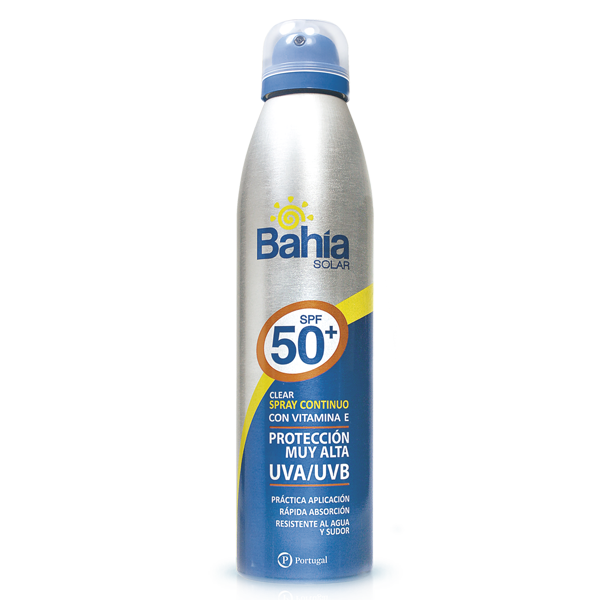 Bahía
SOLAR
SPF
50+
CLEAR
SPRAY CONTINUO
CON VITAMINA E
PROTECCIÓN
MUY ALTA
UVA/UVB
PRÁCTICA APLICACIÓN
RÁPIDA ABSORCIÓN
RESISTENTE AL AGUA
Y SUDOR
P Portugal